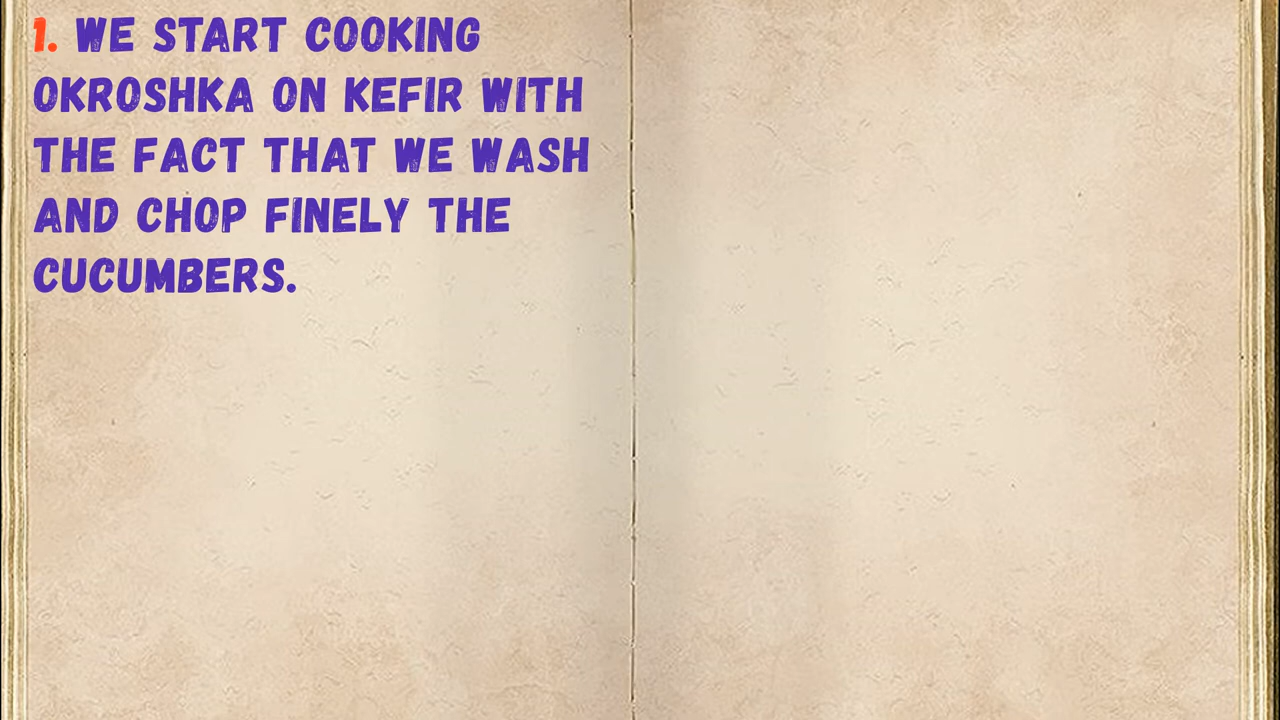 1. WE START COOKING
OKROSHKA ON KEFIR WITH
THE FACT THAT WE WASH
AND CHOP FINELY THE
CUCUMBERS.